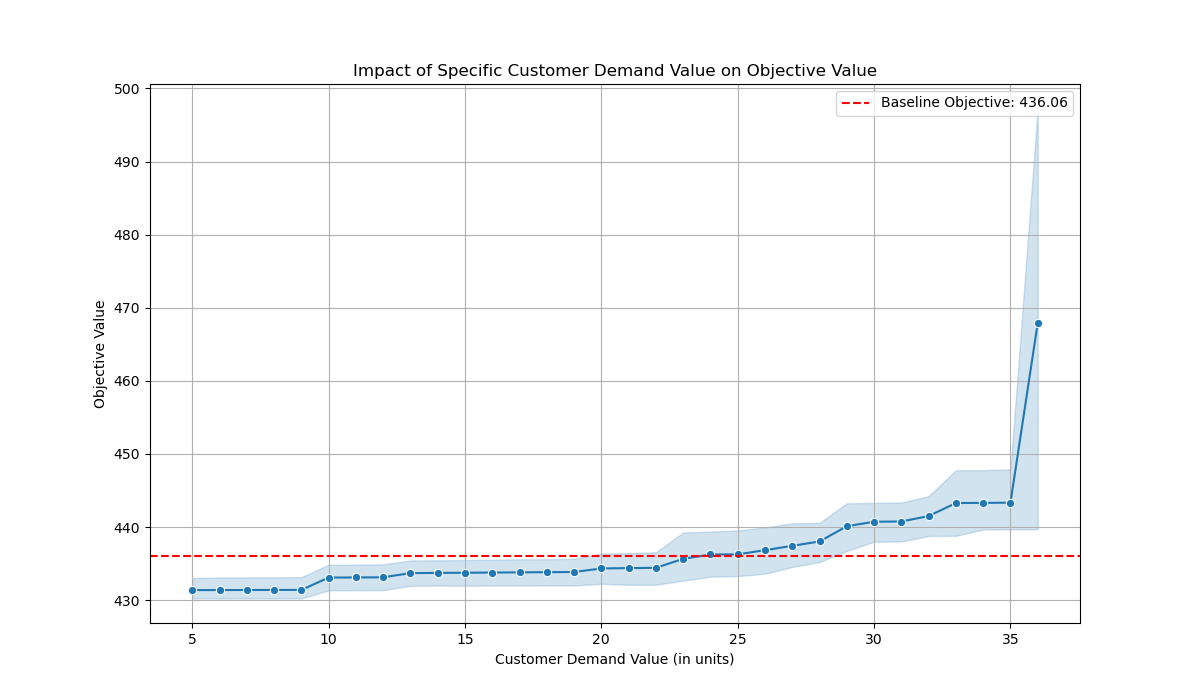 Impact of Specific Customer Demand Value on Objective Value
Baseline Objective: 436.06
Objective Value
500
490
480
470
460
450
440
430
5 10 15 20 25 30 35
Customer Demand Value (in units)